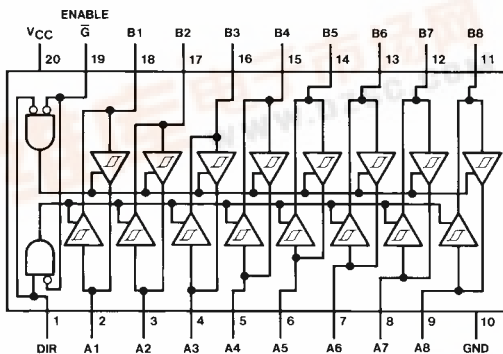 ENABLE
VCC G B1 B2 B3 B4 B5 B6 B7 B8
20 19 18 17 16 15 14 13 12 11
1 2 3 4 5 6 7 8 9 10
DIR A1 A2 A3 A4 A5 A6 A7 A8 GND